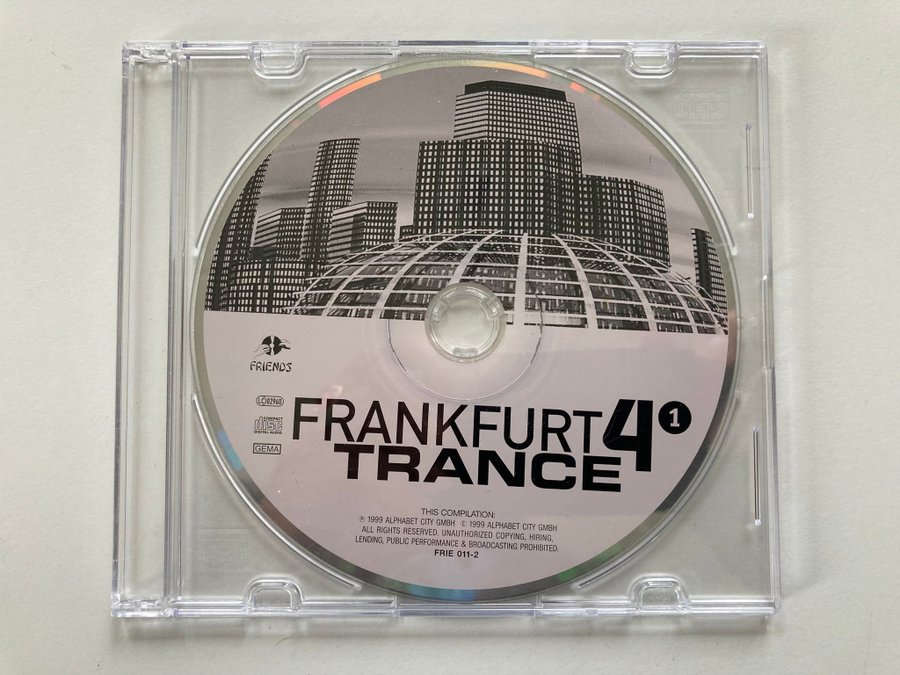 FRIENDS
LC 02960
COMPACT
disc
DIGITAL AUDIO
GEMA
FRANKFURT 4 1
TRANCE
THIS COMPILATION:
℗ 1999 ALPHABET CITY GMBH © 1999 ALPHABET CITY GMBH
ALL RIGHTS RESERVED. UNAUTHORIZED COPYING, HIRING,
LENDING, PUBLIC PERFORMANCE & BROADCASTING PROHIBITED.
FRIE 011-2